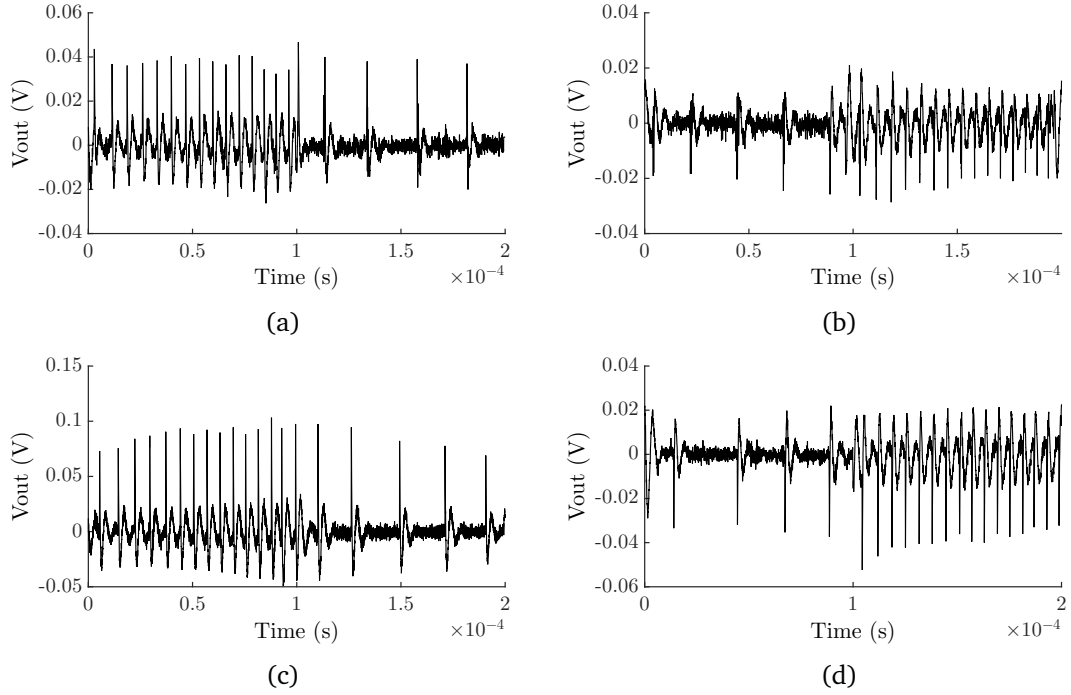 0.06
0.04
0.02
0
-0.02
-0.04
Vout (V)
0 0.5 1 1.5 2
Time (s)
×10⁻⁴
(a)
0.04
0.02
0
-0.02
-0.04
Vout (V)
0 0.5 1 1.5
Time (s)
×10⁻⁴
(b)
0.15
0.1
0.05
0
-0.05
Vout (V)
0 0.5 1 1.5 2
Time (s)
×10⁻⁴
(c)
0.04
0.02
0
-0.02
-0.04
-0.06
Vout (V)
0 1 2
Time (s)
×10⁻⁴
(d)